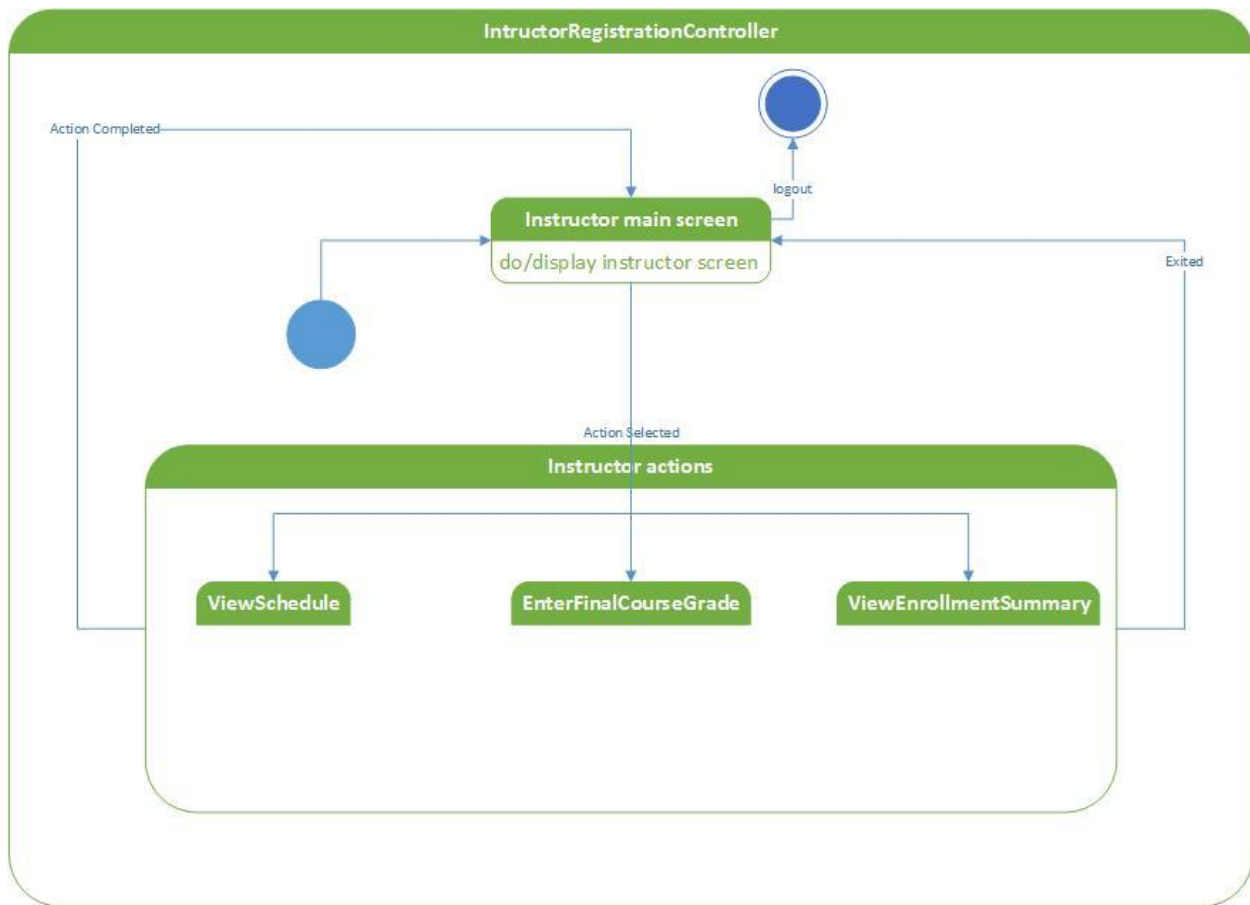 IntructorRegistrationController
Action Completed
logout
Instructor main screen
do/display instructor screen
Exited
Action Selected
Instructor actions
ViewSchedule
EnterFinalCourseGrade
ViewEnrollmentSummary